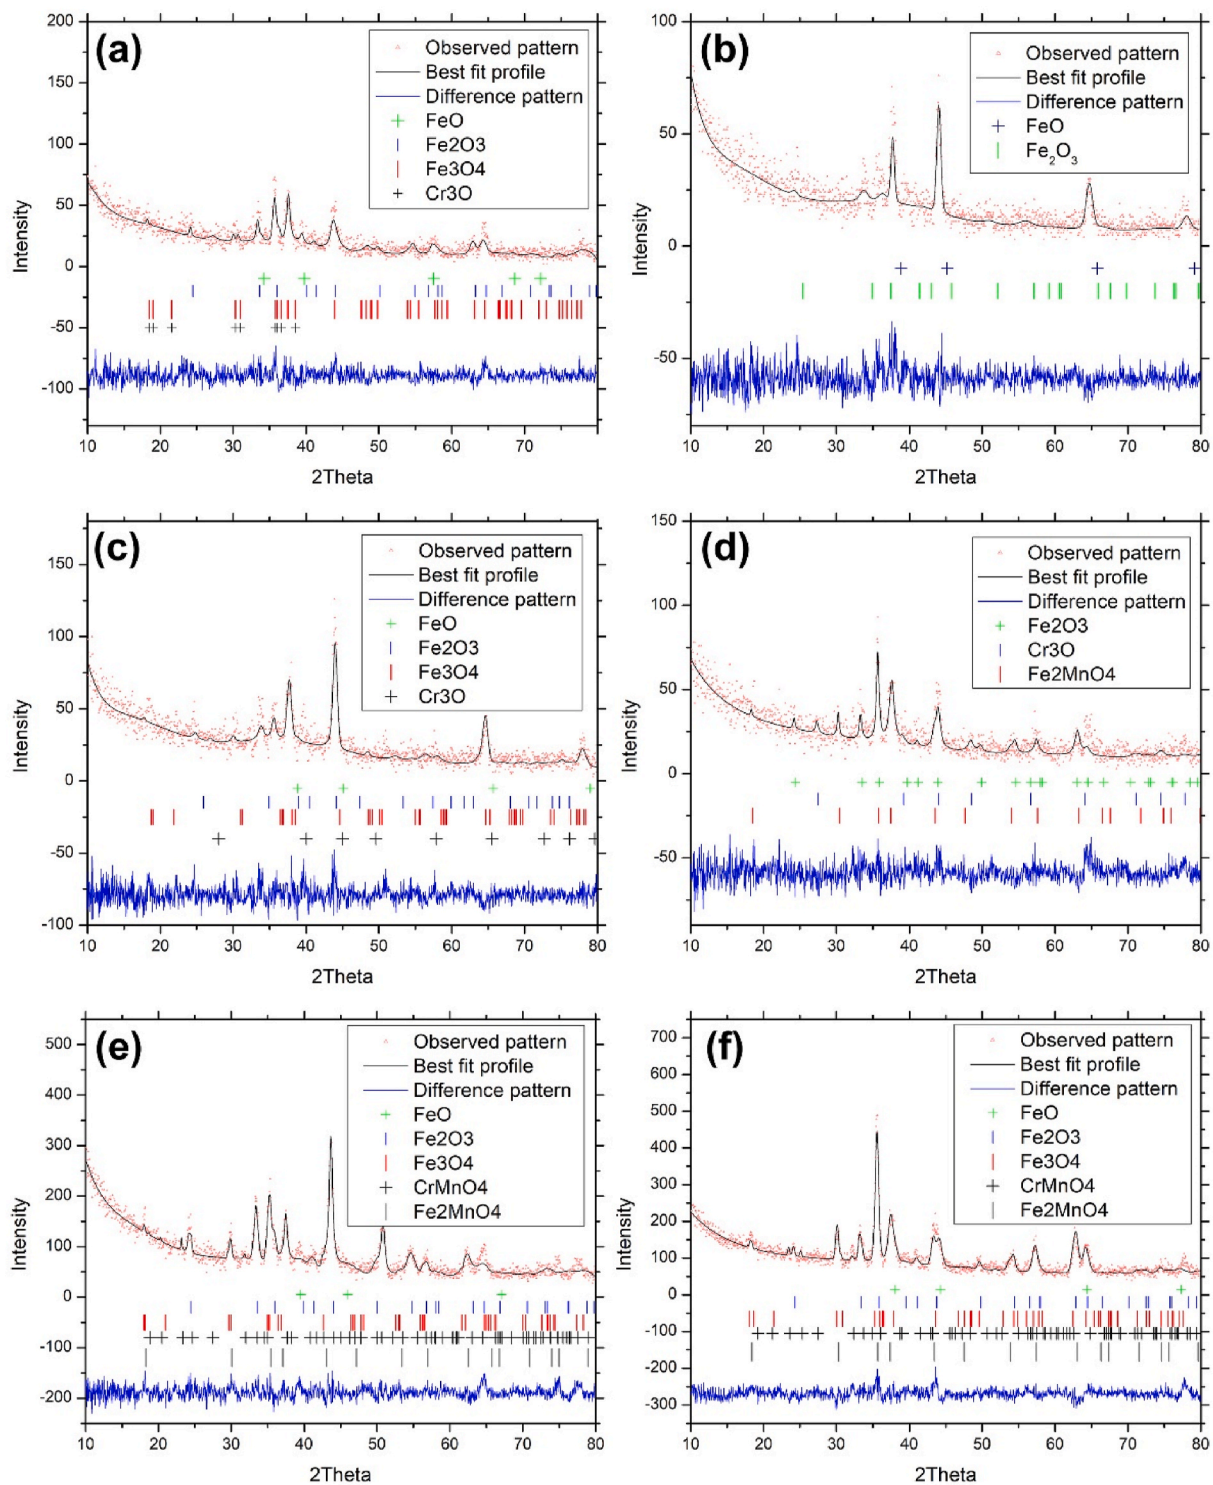 (a)
200
150
100
50
0
-50
-100
Intensity
Observed pattern
Best fit profile
Difference pattern
FeO
Fe2O3
Fe3O4
Cr3O
10 20 30 40 50 60 70 80
2Theta
(b)
100
50
0
-50
Intensity
Observed pattern
Best fit profile
Difference pattern
FeO
Fe₂O₃
10 20 30 40 50 60 70 80
2Theta
(c)
150
100
50
0
-50
-100
Intensity
Observed pattern
Best fit profile
Difference pattern
FeO
Fe2O3
Fe3O4
Cr3O
10 20 30 40 50 60 70 80
2Theta
(d)
150
100
50
0
-50
Intensity
Observed pattern
Best fit profile
Difference pattern
Fe2O3
Cr3O
Fe2MnO4
10 20 30 40 50 60 70 80
2Theta
(e)
500
400
300
200
100
0
-100
-200
Intensity
Observed pattern
Best fit profile
Difference pattern
FeO
Fe2O3
Fe3O4
CrMnO4
Fe2MnO4
10 20 30 40 50 60 70 80
2Theta
(f)
700
600
500
400
300
200
100
0
-100
-200
-300
Intensity
Observed pattern
Best fit profile
Difference pattern
FeO
Fe2O3
Fe3O4
CrMnO4
Fe2MnO4
10 20 30 40 50 60 70 80
2Theta